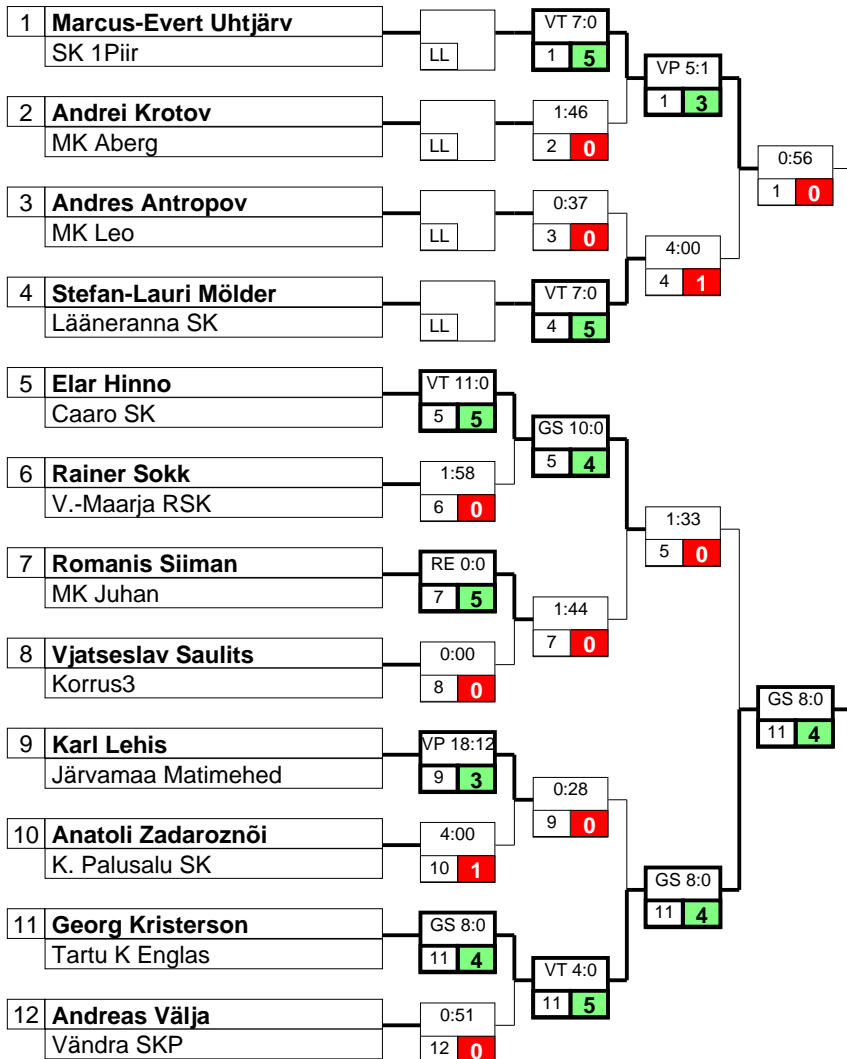 1 Marcus-Evert Uhtjärv
SK 1Piir
LL
VT 7:0
1 5
VP 5:1
1 3
2 Andrei Krotov
MK Aberg
LL
1:46
2 0
0:56
1 0
3 Andres Antropov
MK Leo
LL
0:37
3 0
4:00
4 1
4 Stefan-Lauri Mölder
Lääneranna SK
LL
VT 7:0
4 5
5 Elar Hinno
Caaro SK
VT 11:0
5 5
GS 10:0
5 4
6 Rainer Sokk
V.-Maarja RSK
1:58
6 0
1:33
5 0
7 Romanis Siiman
MK Juhan
RE 0:0
7 5
1:44
7 0
8 Vjatseslav Saulits
Korrus3
0:00
8 0
GS 8:0
11 4
9 Karl Lehis
Järvamaa Matimehed
VP 18:12
9 3
0:28
9 0
10 Anatoli Zadaroznõi
K. Palusalu SK
4:00
10 1
GS 8:0
11 4
11 Georg Kristerson
Tartu K Englas
GS 8:0
11 4
VT 4:0
11 5
12 Andreas Välja
Vändra SKP
0:51
12 0